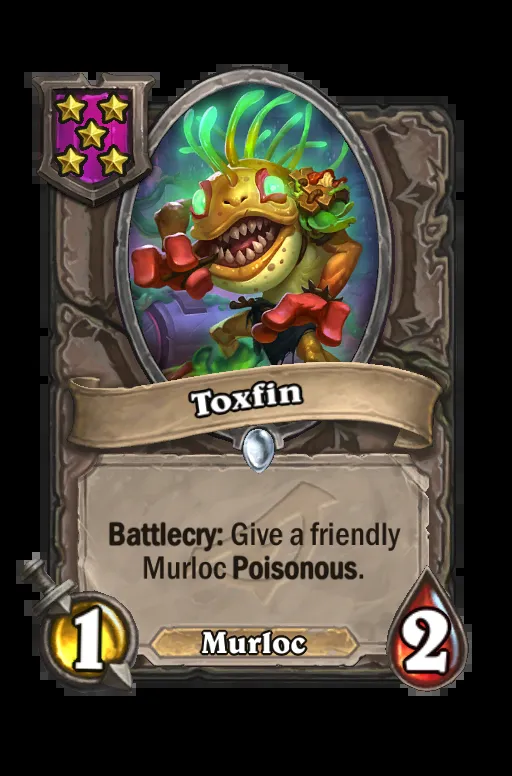 Toxfin
Battlecry: Give a friendly
Murloc Poisonous.
1
Murloc
2